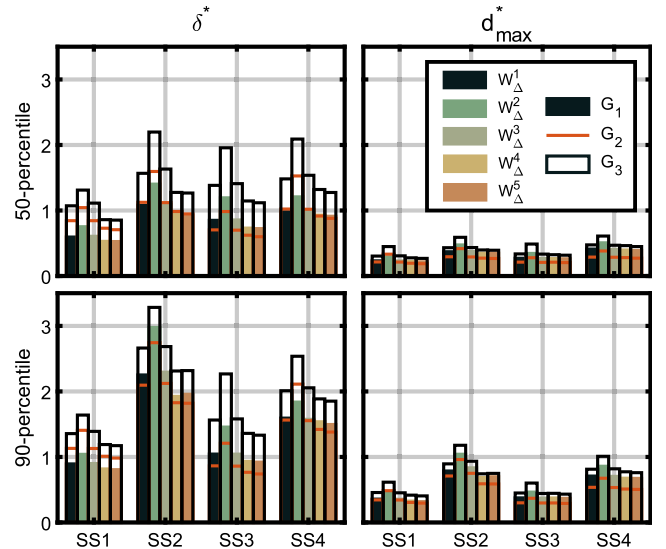 δ*
d*max
50-percentile
3
2
1
0
W1Δ
W2Δ
W3Δ
W4Δ
W5Δ
G1
G2
G3
90-percentile
3
2
1
0
SS1 SS2 SS3 SS4
SS1 SS2 SS3 SS4